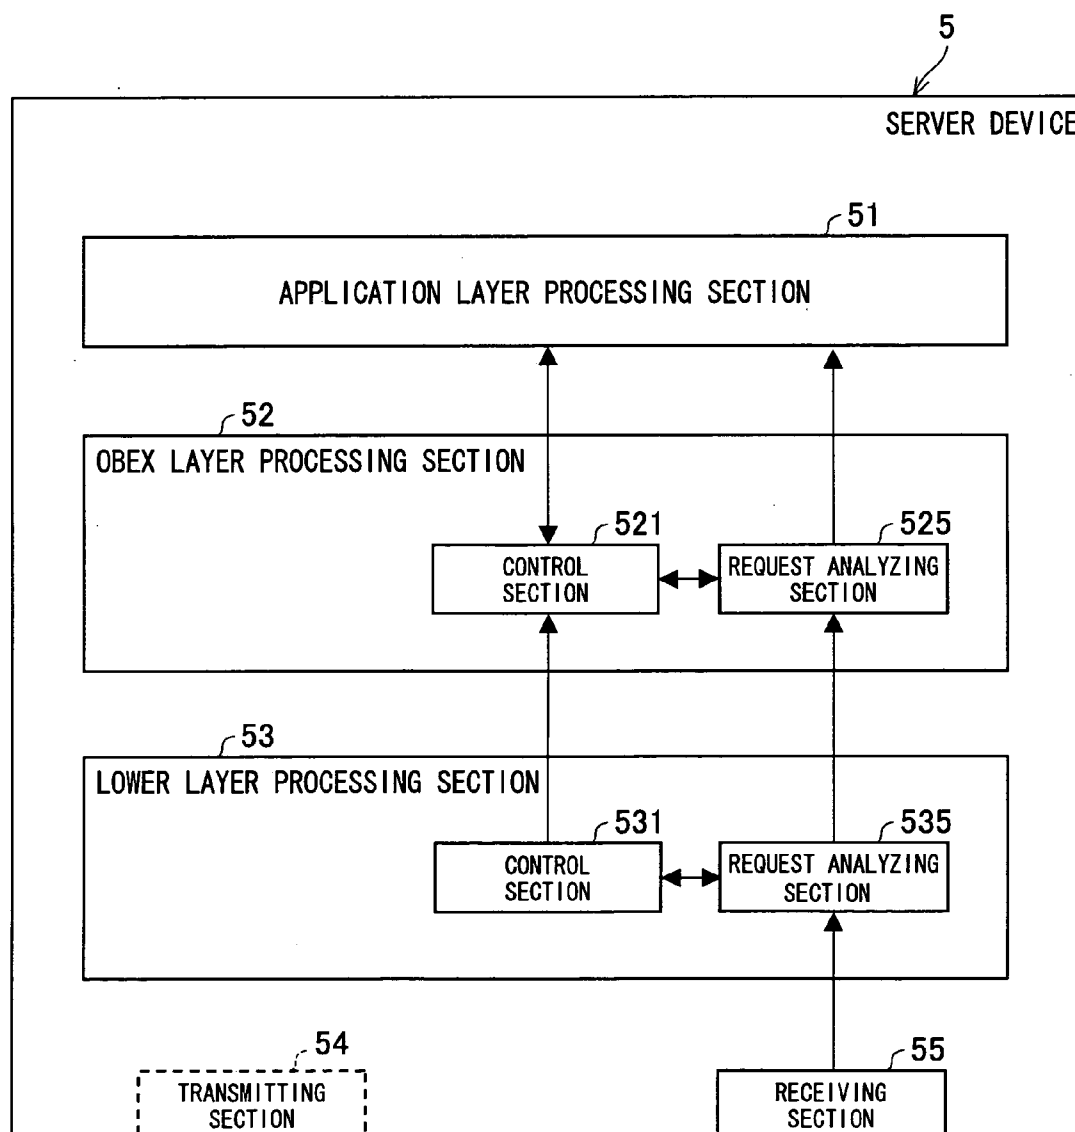 5
SERVER DEVICE
51
APPLICATION LAYER PROCESSING SECTION
52
OBEX LAYER PROCESSING SECTION
521
CONTROL
SECTION
525
REQUEST ANALYZING
SECTION
53
LOWER LAYER PROCESSING SECTION
531
CONTROL
SECTION
535
REQUEST ANALYZING
SECTION
54
TRANSMITTING
SECTION
55
RECEIVING
SECTION